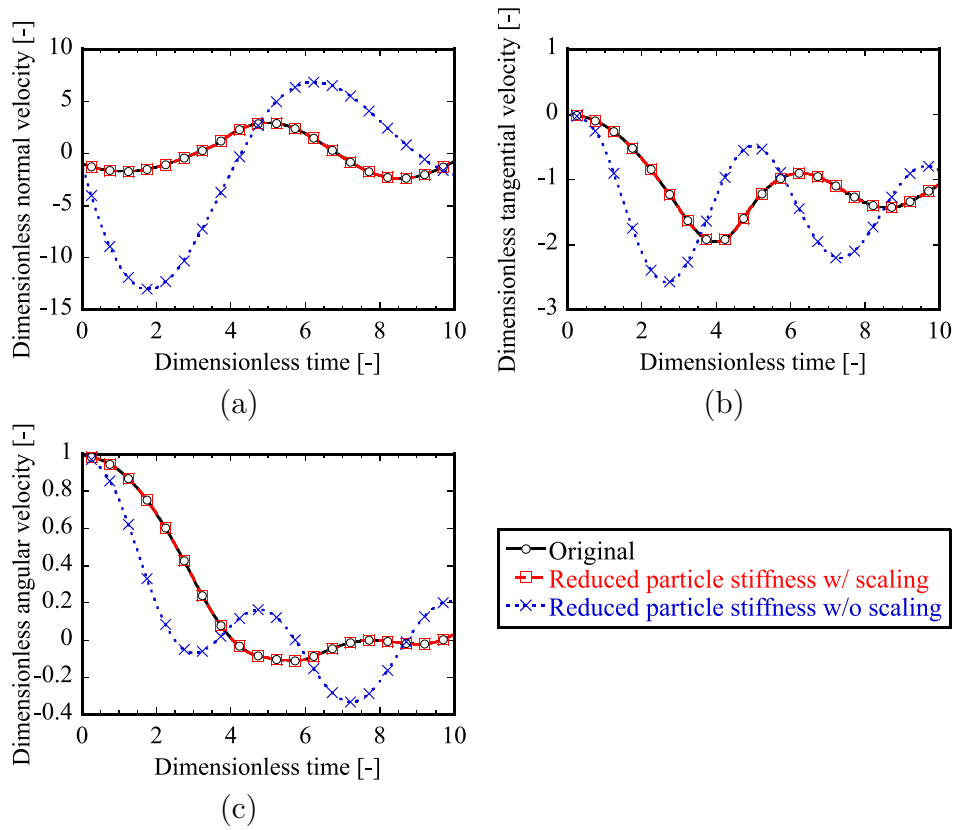 Dimensionless normal velocity [-]
10
5
0
-5
-10
-15
0 2 4 6 8 10
Dimensionless time [-]
(a)
Dimensionless tangential velocity [-]
1
0
-1
-2
-3
0 2 4 6 8 10
Dimensionless time [-]
(b)
Dimensionless angular velocity [-]
1
0.8
0.6
0.4
0.2
0
-0.2
-0.4
0 2 4 6 8 10
Dimensionless time [-]
(c)
Original
Reduced particle stiffness w/ scaling
Reduced particle stiffness w/o scaling